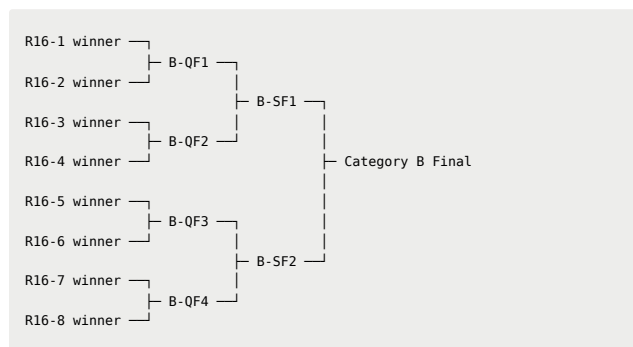 R16-1 winner
B-QF1
R16-2 winner
B-SF1
R16-3 winner
B-QF2
R16-4 winner
Category B Final
R16-5 winner
B-QF3
R16-6 winner
B-SF2
R16-7 winner
B-QF4
R16-8 winner